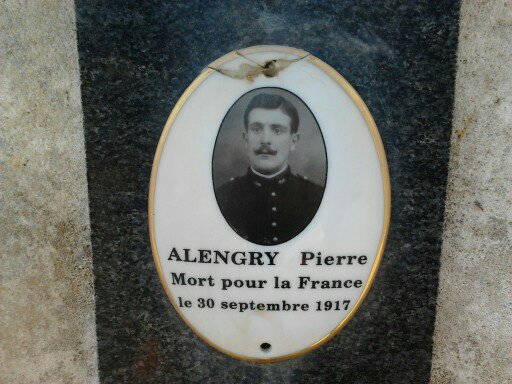 ALENGRY Pierre
Mort pour la France
le 30 septembre 1917